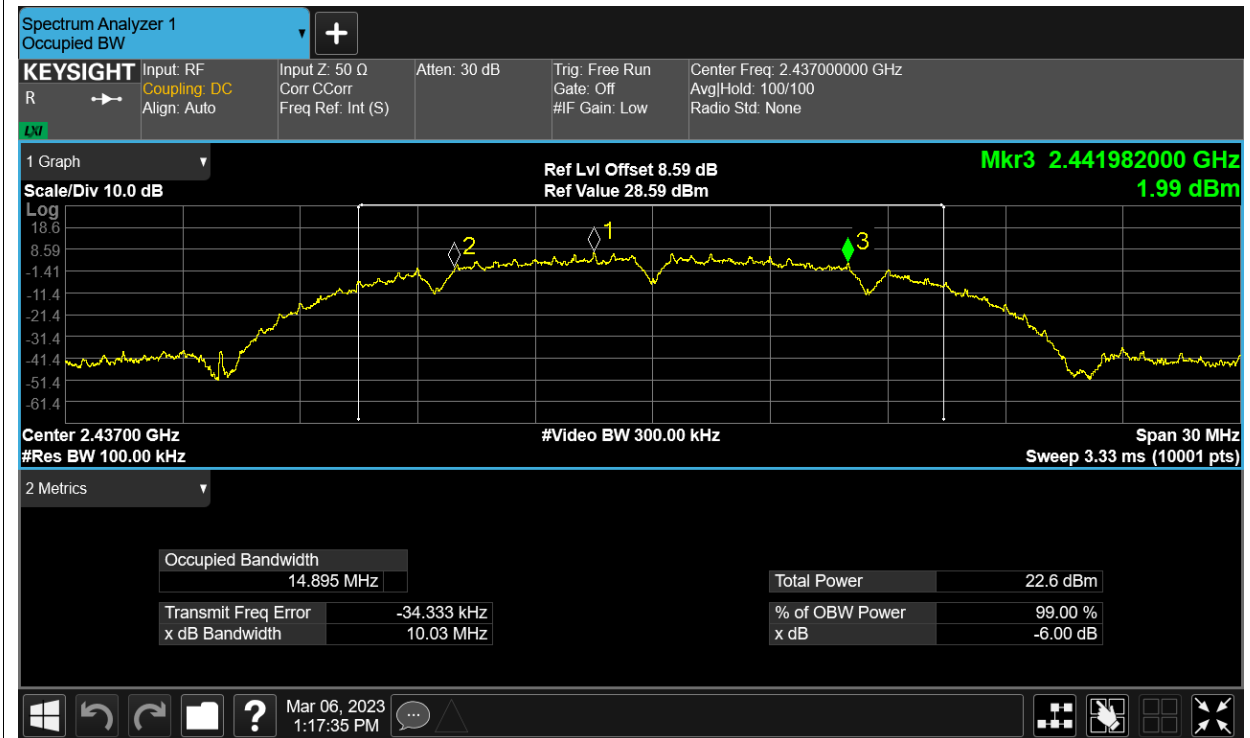 Spectrum Analyzer 1
Occupied BW
KEYSIGHT
R
LXI
Input: RF
Coupling: DC
Align: Auto
Input Z: 50 Ω
Corr CCorr
Freq Ref: Int (S)
Atten: 30 dB
Trig: Free Run
Gate: Off
#IF Gain: Low
Center Freq: 2.437000000 GHz
Avg|Hold: 100/100
Radio Std: None
1 Graph
Scale/Div 10.0 dB
Ref Lvl Offset 8.59 dB
Ref Value 28.59 dBm
Mkr3 2.441982000 GHz
1.99 dBm
Log
18.6
8.59
-1.41
-11.4
-21.4
-31.4
-41.4
-51.4
-61.4
2
1
3
Center 2.43700 GHz
#Res BW 100.00 kHz
#Video BW 300.00 kHz
Span 30 MHz
Sweep 3.33 ms (10001 pts)
2 Metrics
Occupied Bandwidth
14.895 MHz
Transmit Freq Error -34.333 kHz
x dB Bandwidth 10.03 MHz
Total Power 22.6 dBm
% of OBW Power 99.00 %
x dB -6.00 dB
?
Mar 06, 2023
1:17:35 PM